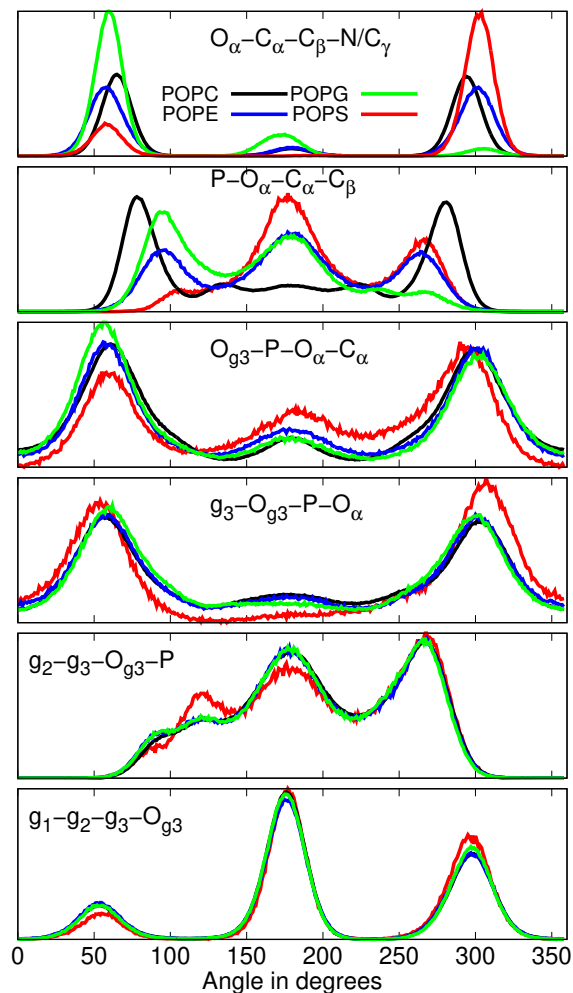 Oα−Cα−Cβ−N/Cγ
POPC POPG
POPE POPS
P−Oα−Cα−Cβ
Og3−P−Oα−Cα
g3−Og3−P−Oα
g2−g3−Og3−P
g1−g2−g3−Og3
0 50 100 150 200 250 300 350
Angle in degrees